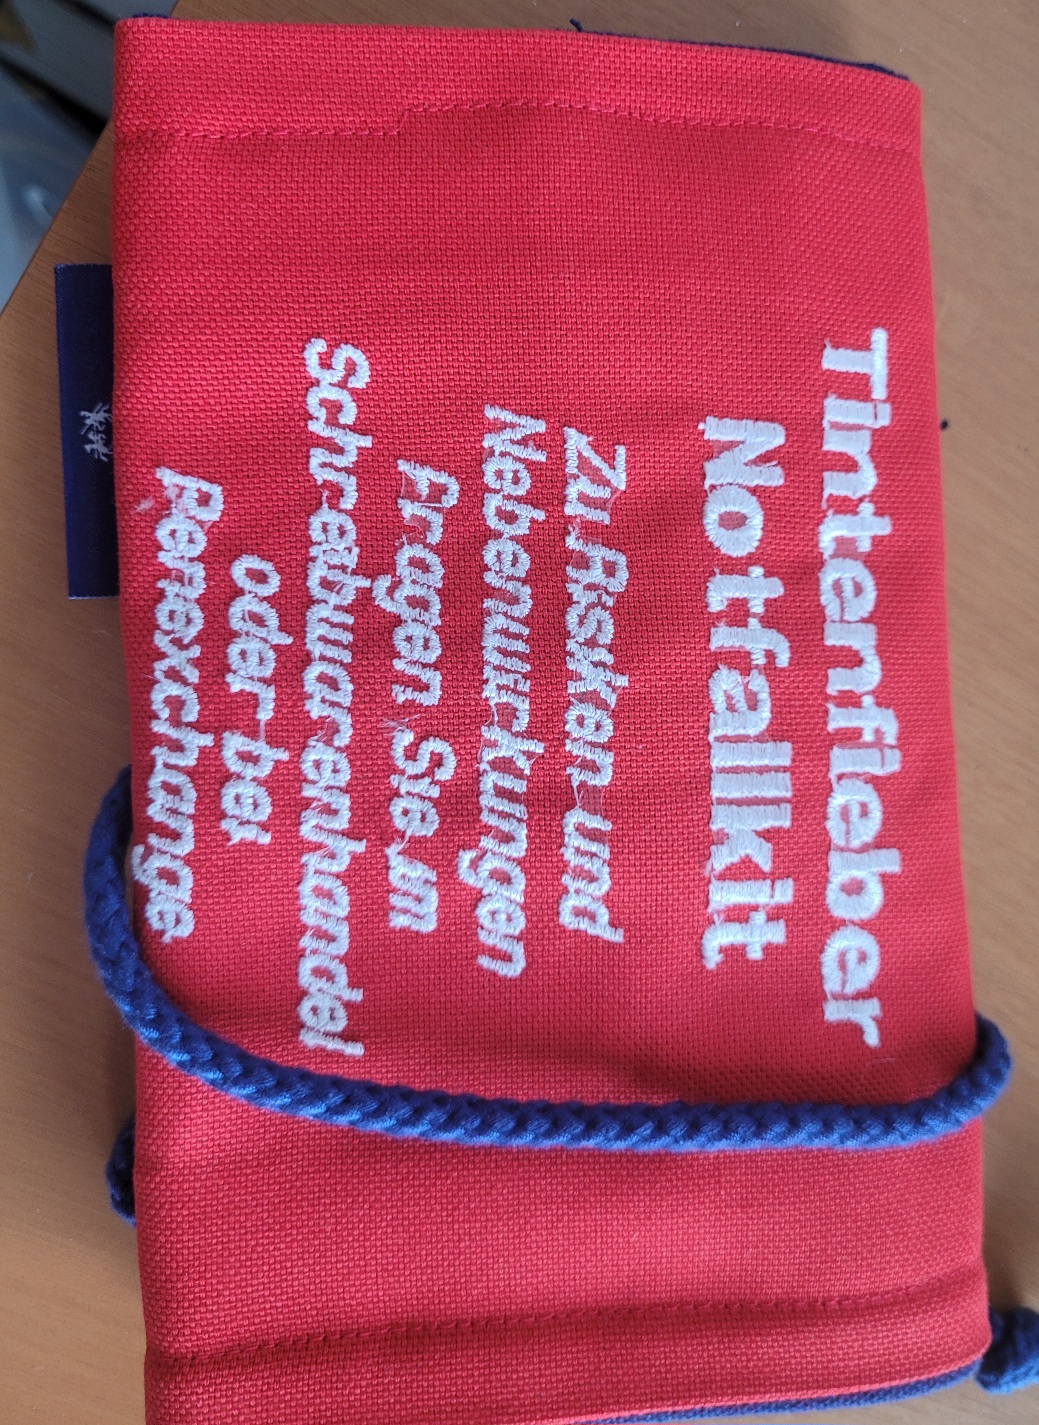 Tintenfieber
Notfallkit
Zu Risiken und
Nebenwirkungen
Fragen Sie im
Schreibwarenhandel
oder bei
Penexchange